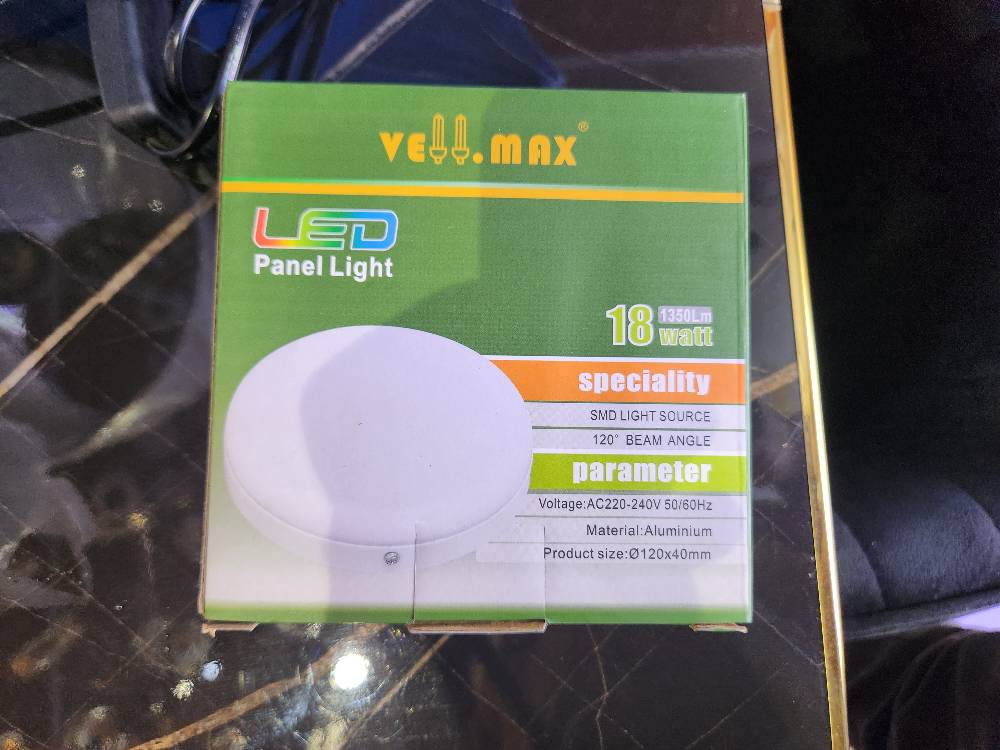 VELL.MAX®
LED
Panel Light
18 1350Lm
watt
speciality
SMD LIGHT SOURCE
120° BEAM ANGLE
parameter
Voltage:AC220-240V 50/60Hz
Material:Aluminium
Product size:Ø120x40mm